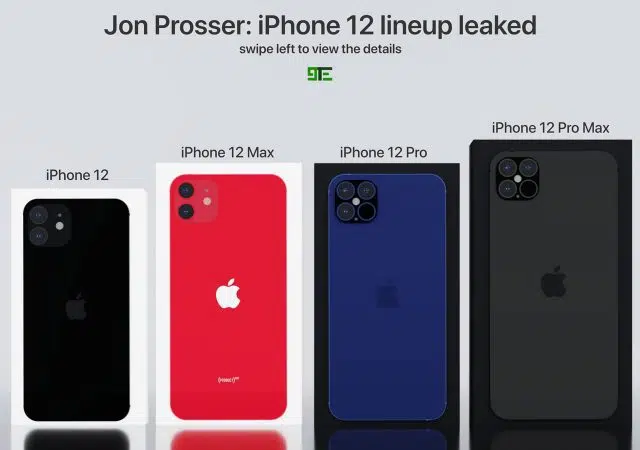 Jon Prosser: iPhone 12 lineup leaked
swipe left to view the details
9TE
iPhone 12
iPhone 12 Max
iPhone 12 Pro
iPhone 12 Pro Max